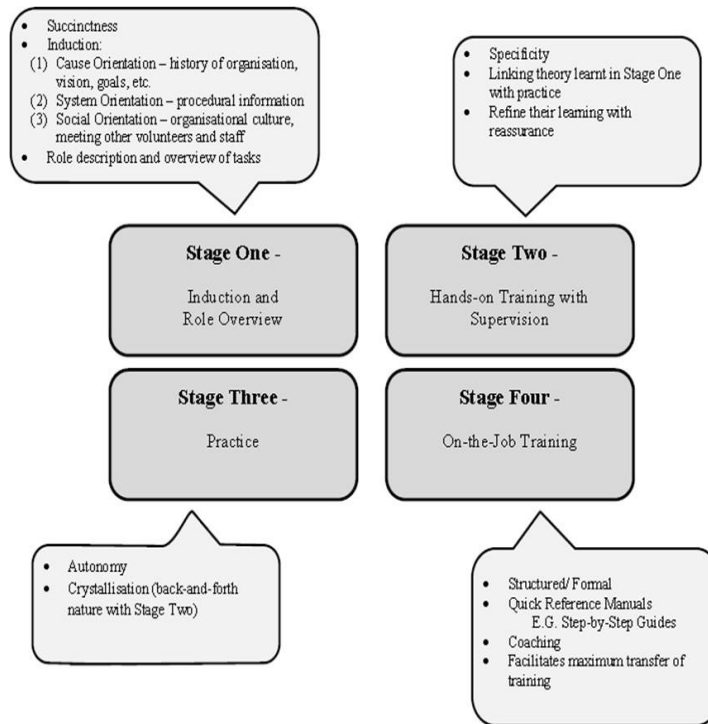 • Succinctness
• Induction:
(1) Cause Orientation – history of organisation,
vision, goals, etc.
(2) System Orientation – procedural information
(3) Social Orientation – organisational culture,
meeting other volunteers and staff
• Role description and overview of tasks
• Specificity
• Linking theory learnt in Stage One
with practice
• Refine their learning with
reassurance
Stage One -
Induction and
Role Overview
Stage Two -
Hands-on Training with
Supervision
Stage Three -
Practice
Stage Four -
On-the-Job Training
• Autonomy
• Crystallisation (back-and-forth
nature with Stage Two)
• Structured/ Formal
• Quick Reference Manuals
E.G. Step-by-Step Guides
• Coaching
• Facilitates maximum transfer of
training